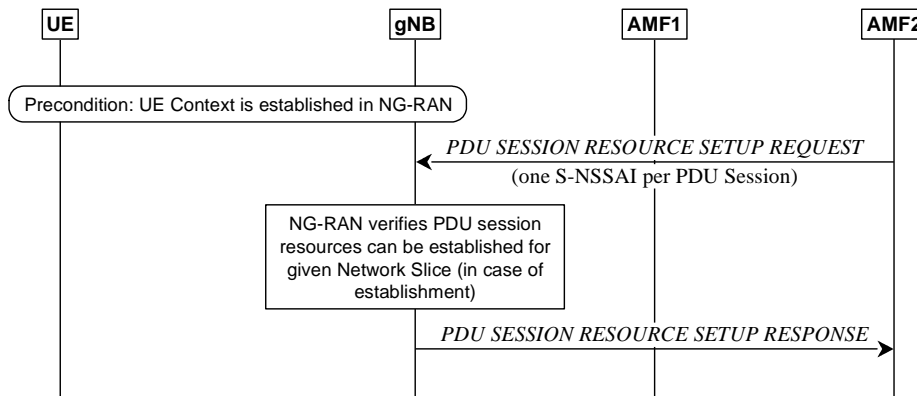 UE
gNB
AMF1
AMF2
Precondition: UE Context is established in NG-RAN
PDU SESSION RESOURCE SETUP REQUEST
(one S-NSSAI per PDU Session)
NG-RAN verifies PDU session
resources can be established for
given Network Slice (in case of
establishment)
PDU SESSION RESOURCE SETUP RESPONSE